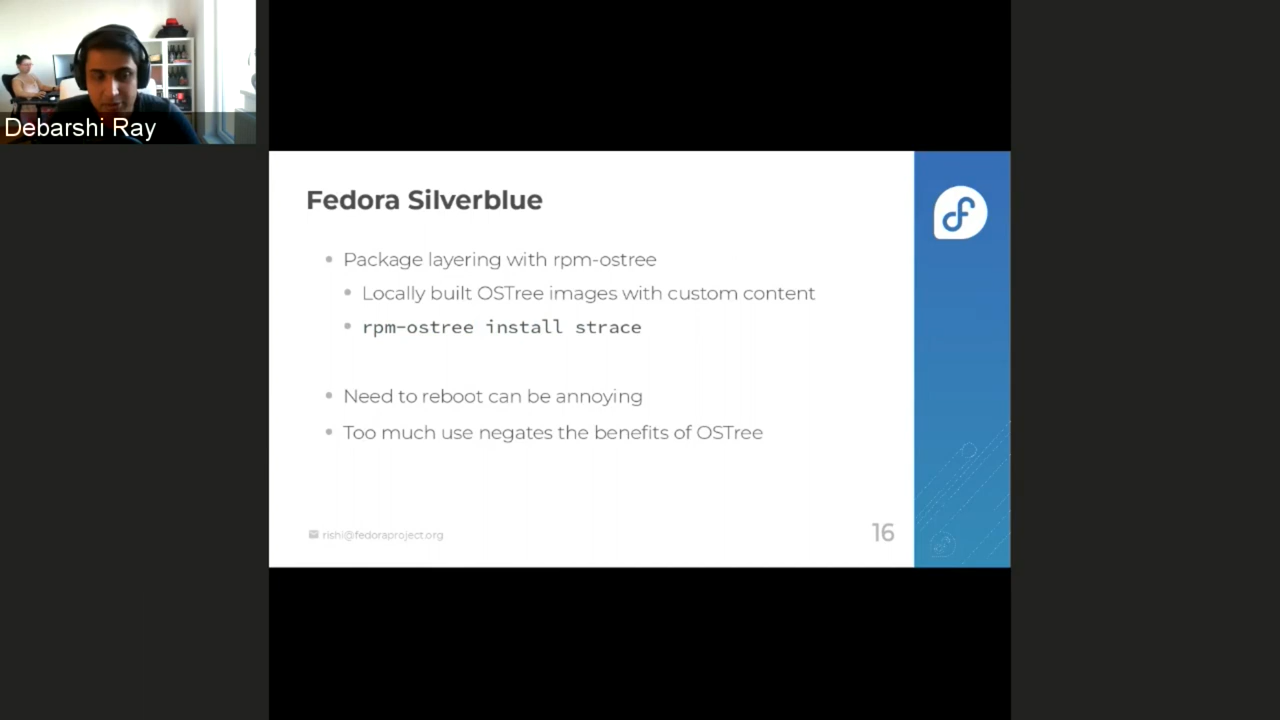 Debarshi Ray
Fedora Silverblue
Package layering with rpm-ostree
Locally built OSTree images with custom content
rpm-ostree install strace
Need to reboot can be annoying
Too much use negates the benefits of OSTree
rishi@fedoraproject.org
16